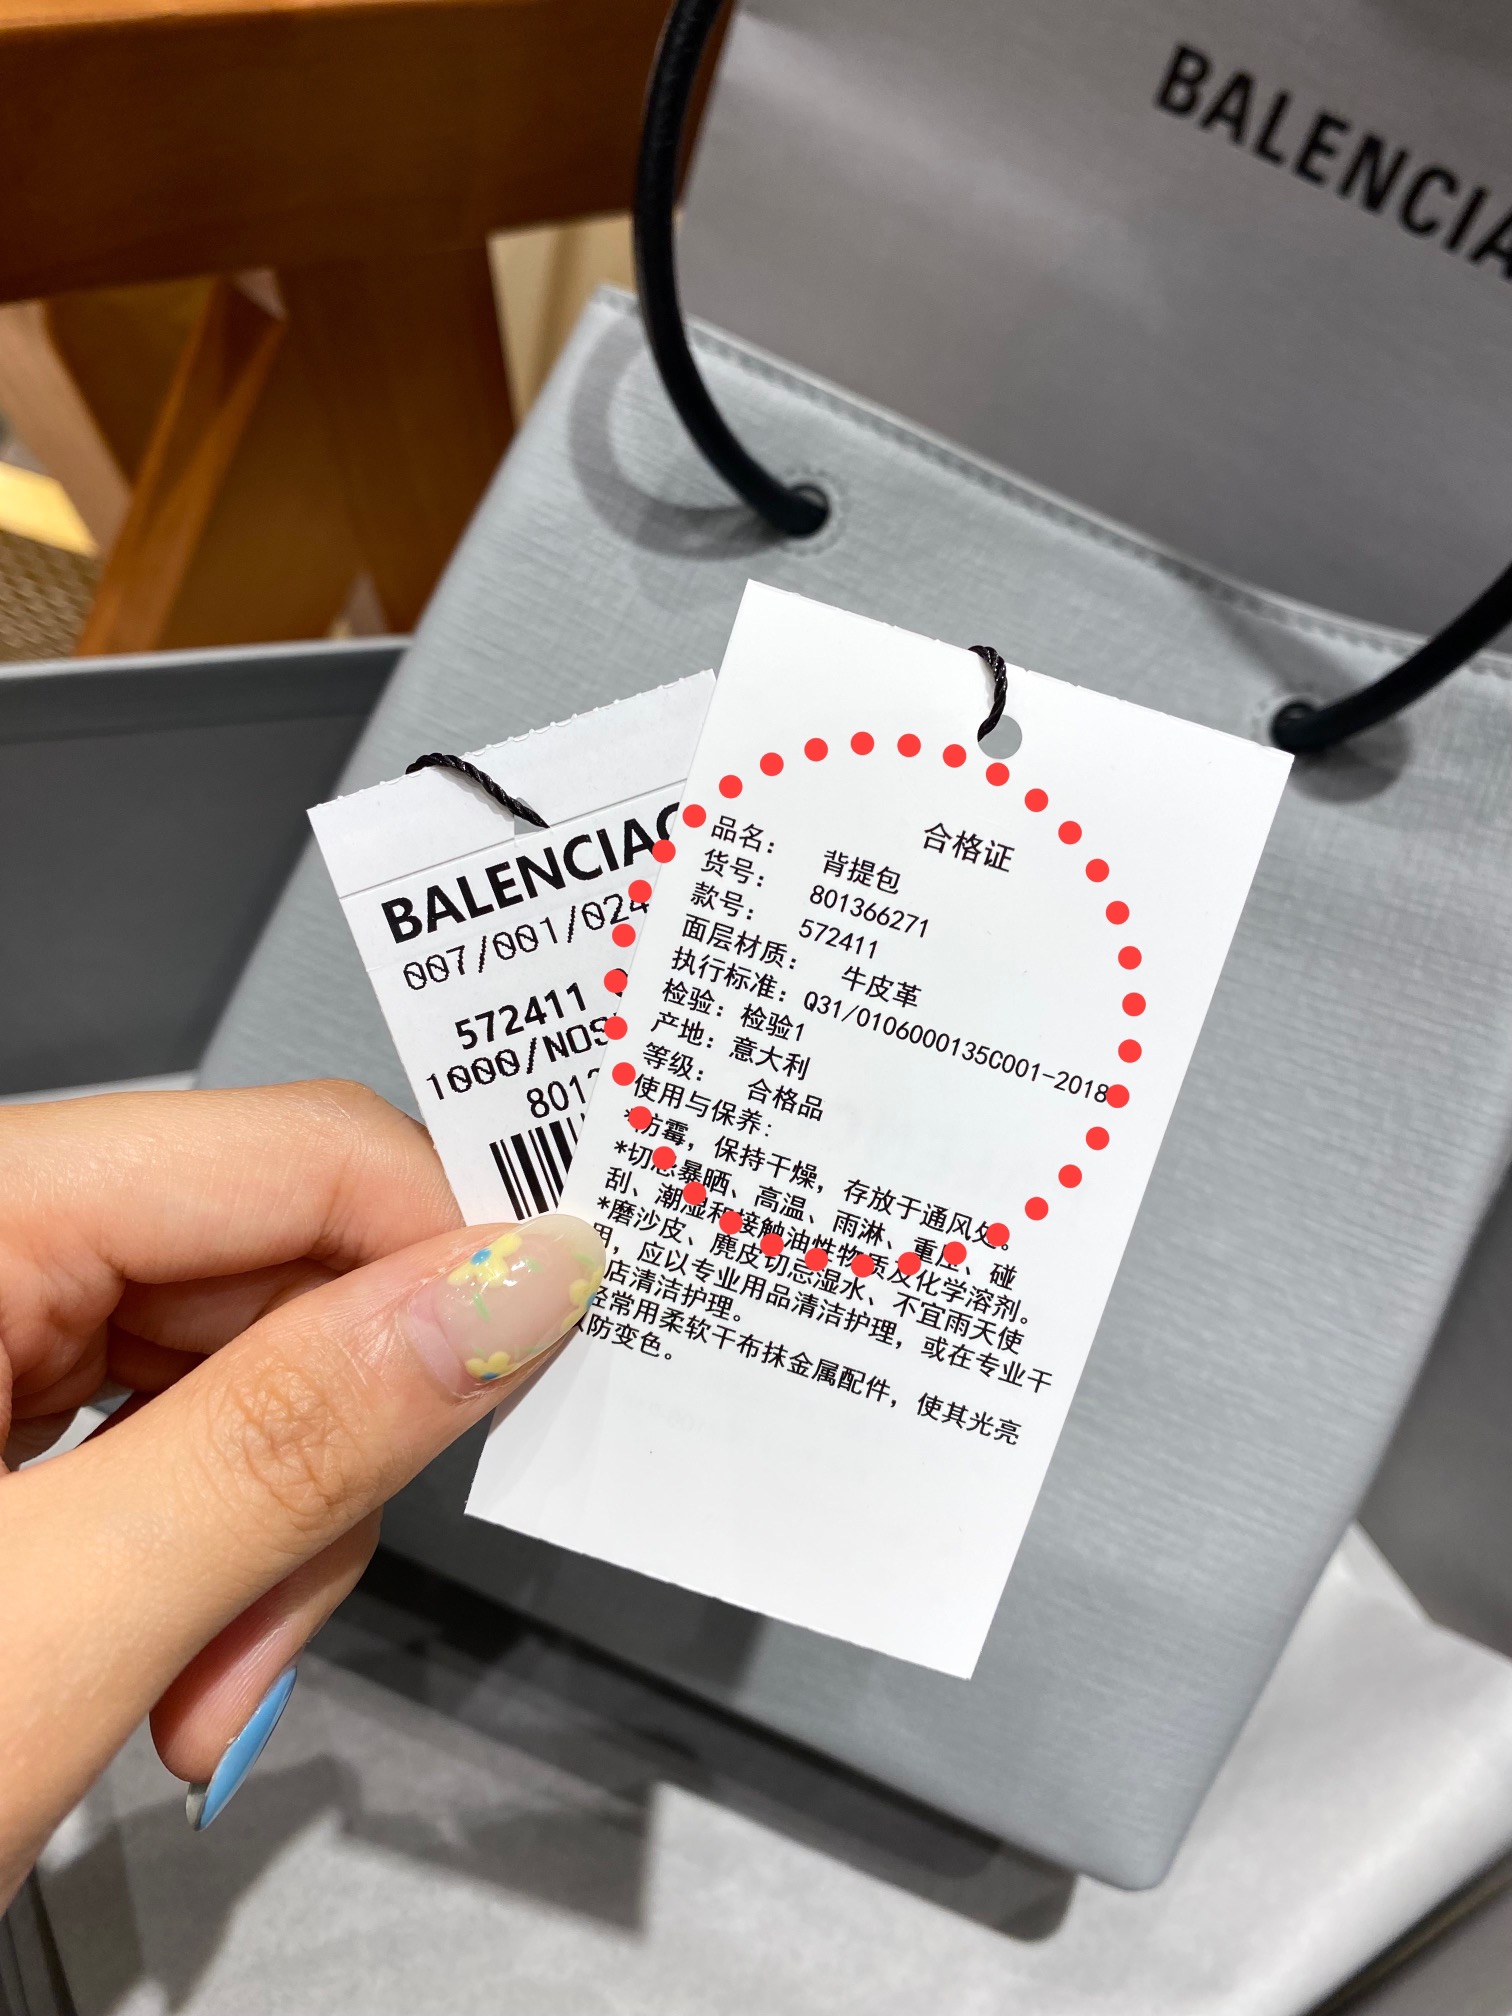 BALENCIA
BALENCIAG
007/001/024
572411
1000/NOS
801
合格证
品名： 背提包
货号： 801366271
款号： 572411
面层材质： 牛皮革
执行标准：Q31/0106000135C001-2018
检验：检验1
产地：意大利
等级： 合格品
使用与保养：
*防霉，保持干燥，存放于通风处。
*切忌暴晒、高温、雨淋、重压、碰
刮、潮湿和接触油性物质及化学溶剂。
*磨沙皮、麂皮切忌湿水、不宜雨天使
用，应以专业用品清洁护理，或在专业干
店清洁护理。
经常用柔软干布抹金属配件，使其光亮
防变色。